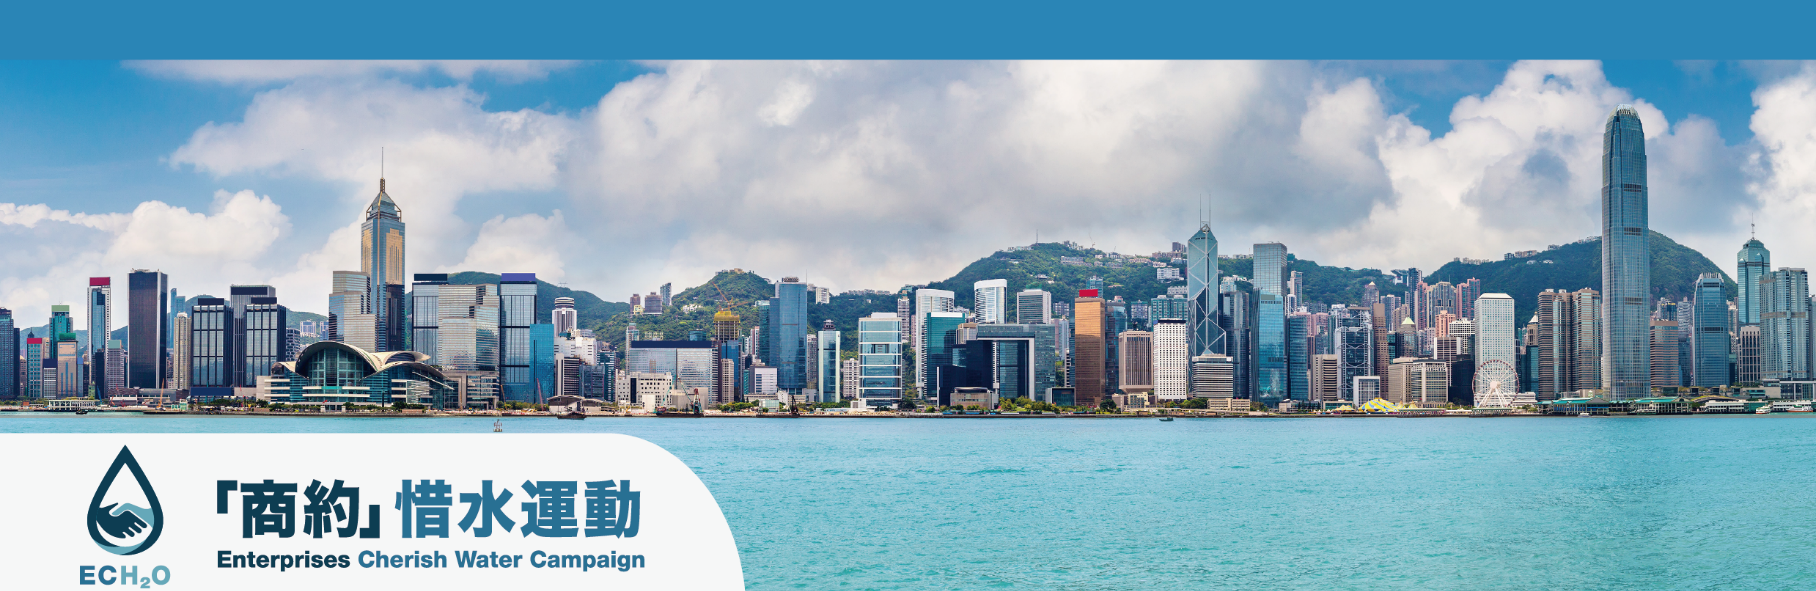 「商約」惜水運動
Enterprises Cherish Water Campaign
ECH₂O